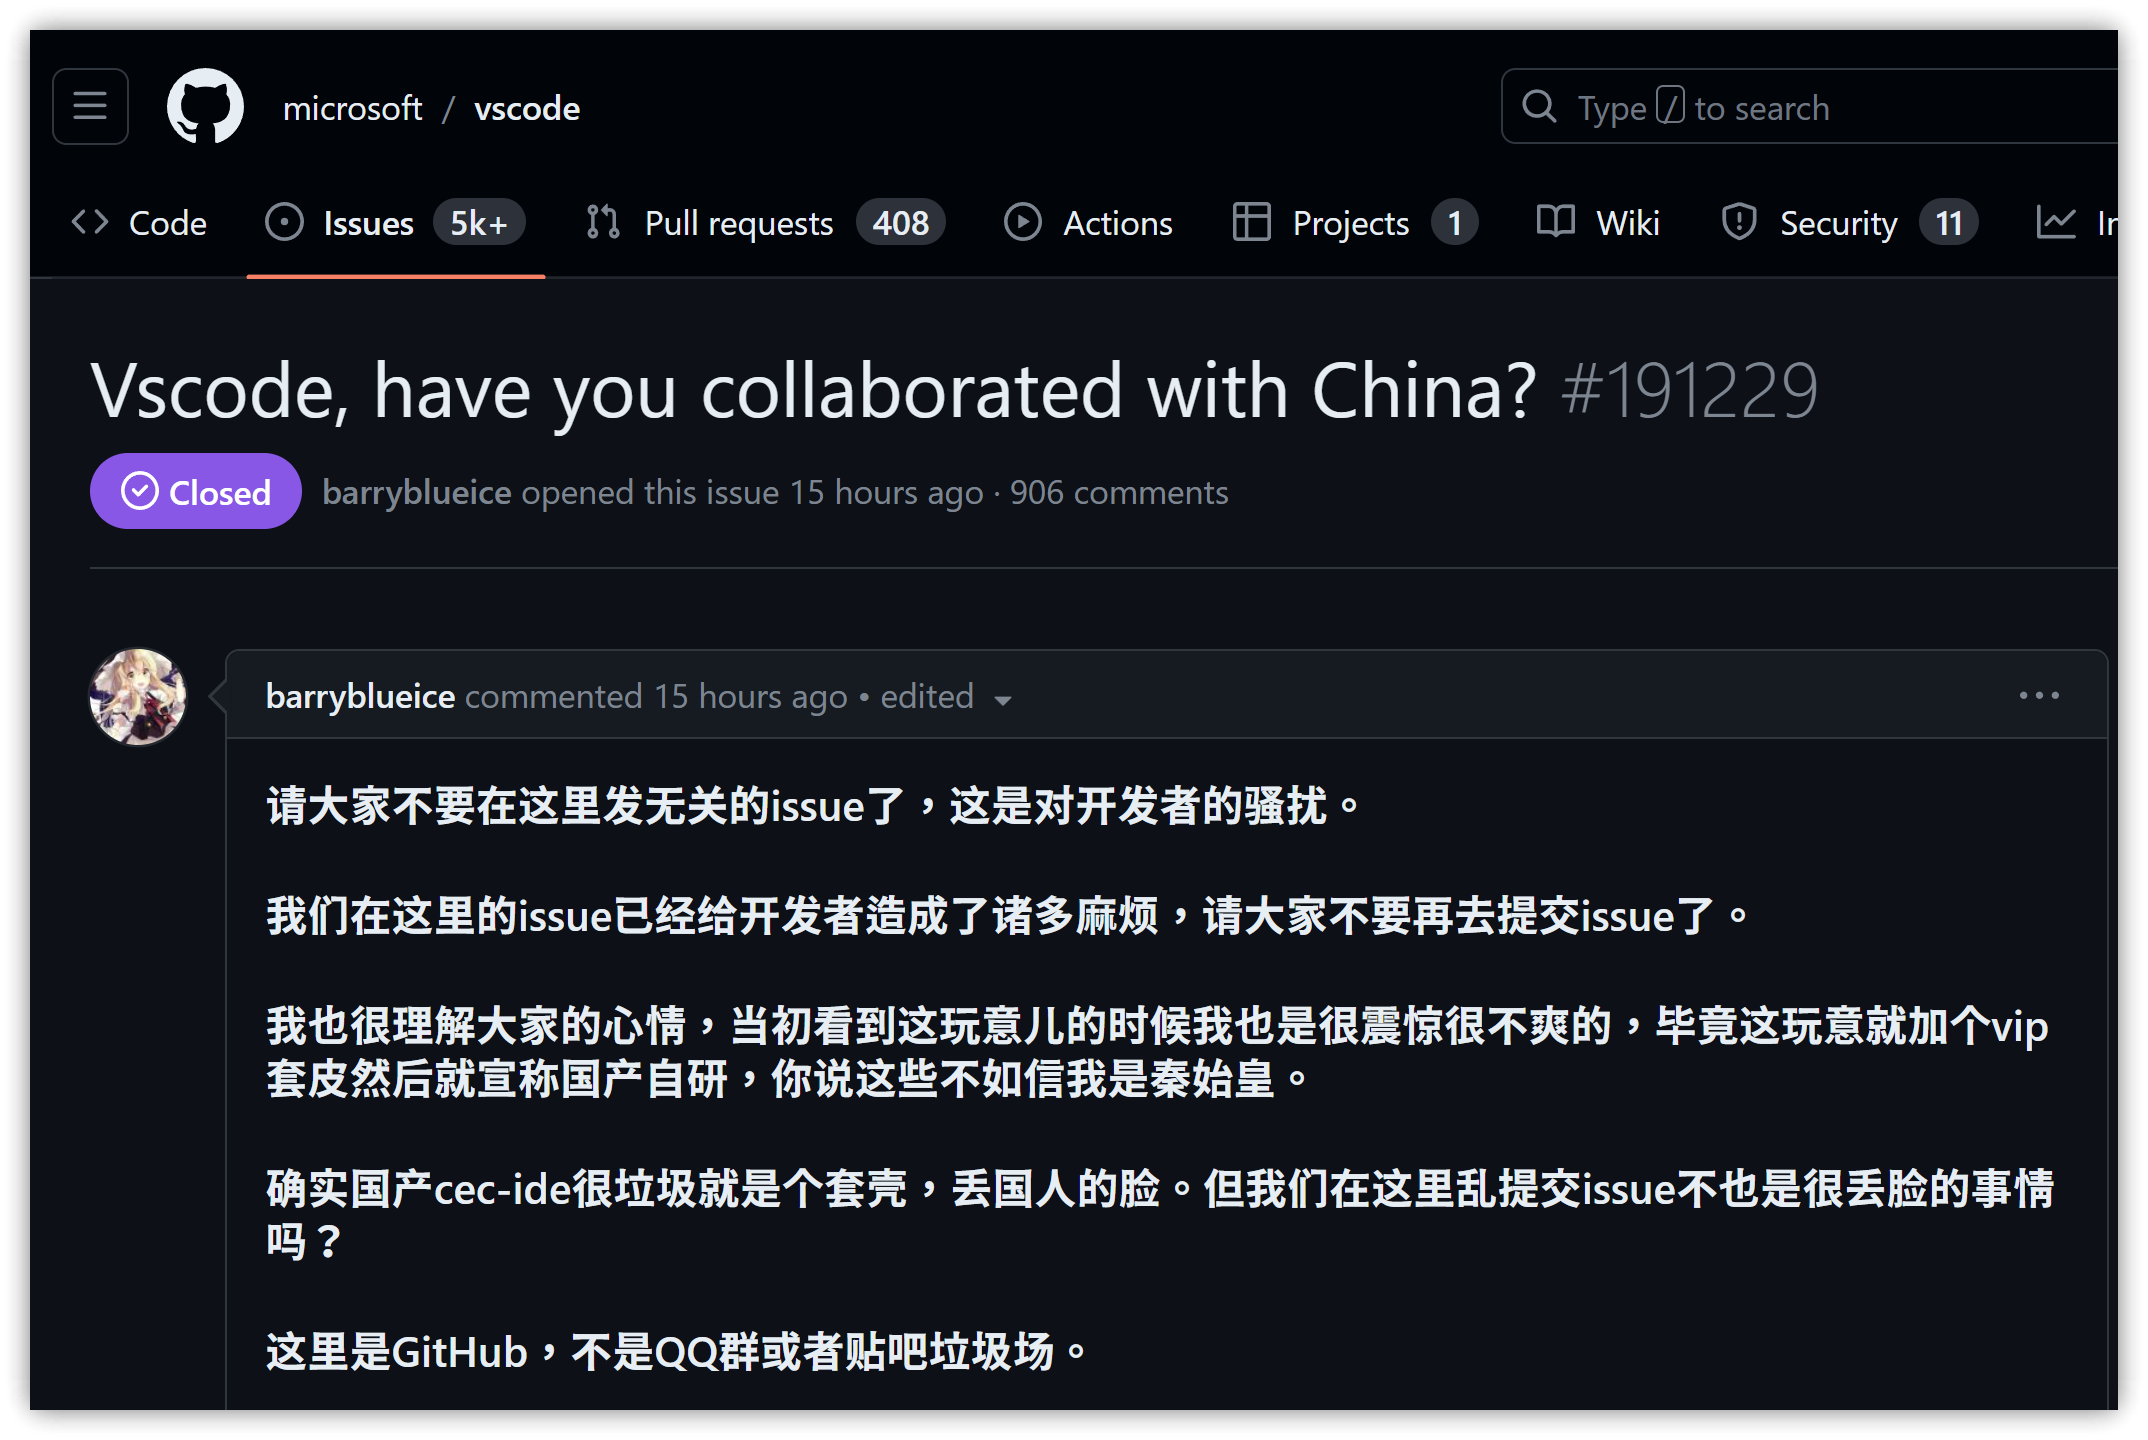 microsoft / vscode
Type / to search
Code
Issues 5k+
Pull requests 408
Actions
Projects 1
Wiki
Security 11
Vscode, have you collaborated with China? #191229
Closed
barryblueice opened this issue 15 hours ago · 906 comments
barryblueice commented 15 hours ago • edited
请大家不要在这里发无关的issue了，这是对开发者的骚扰。
我们在这里的issue已经给开发者造成了诸多麻烦，请大家不要再去提交issue了。
我也很理解大家的心情，当初看到这玩意儿的时候我也是很震惊很不爽的，毕竟这玩意就加个vip
套皮然后就宣称国产自研，你说这些不如信我是秦始皇。
确实国产cec-ide很垃圾就是个套壳，丢国人的脸。但我们在这里乱提交issue不也是很丢脸的事情
吗？
这里是GitHub，不是QQ群或者贴吧垃圾场。